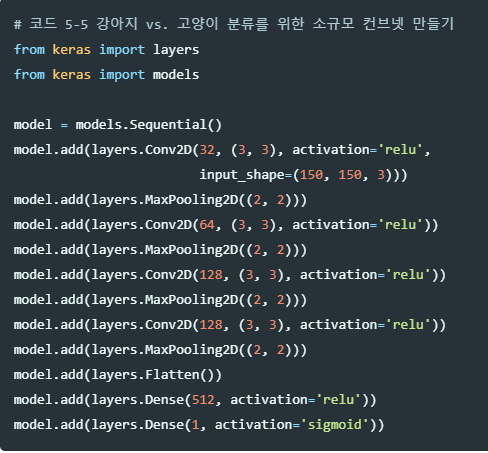 # 코드 5-5 강아지 vs. 고양이 분류를 위한 소규모 컨브넷 만들기
from keras import layers
from keras import models

model = models.Sequential()
model.add(layers.Conv2D(32, (3, 3), activation='relu',
                        input_shape=(150, 150, 3)))
model.add(layers.MaxPooling2D((2, 2)))
model.add(layers.Conv2D(64, (3, 3), activation='relu'))
model.add(layers.MaxPooling2D((2, 2)))
model.add(layers.Conv2D(128, (3, 3), activation='relu'))
model.add(layers.MaxPooling2D((2, 2)))
model.add(layers.Conv2D(128, (3, 3), activation='relu'))
model.add(layers.MaxPooling2D((2, 2)))
model.add(layers.Flatten())
model.add(layers.Dense(512, activation='relu'))
model.add(layers.Dense(1, activation='sigmoid'))